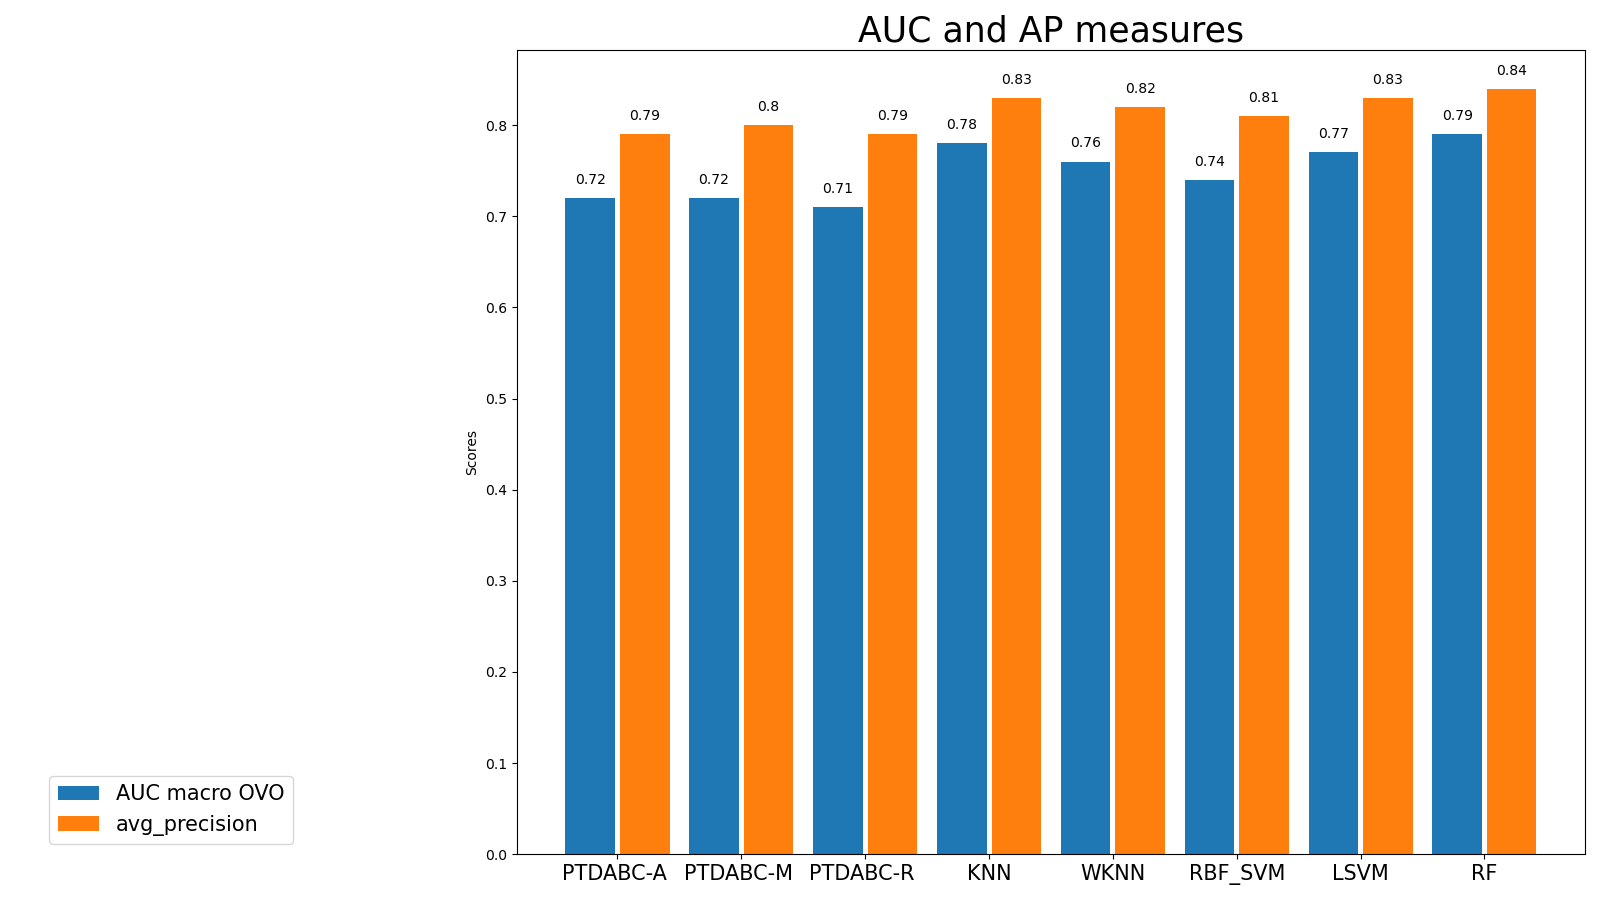 AUC and AP measures
0.72 0.79 0.72 0.8 0.71 0.79 0.78 0.83 0.76 0.82 0.74 0.81 0.77 0.83 0.79 0.84
0.8
0.7
0.6
0.5
0.4
0.3
0.2
0.1
0.0
Scores
PTDABC-A PTDABC-M PTDABC-R KNN WKNN RBF_SVM LSVM RF
AUC macro OVO
avg_precision